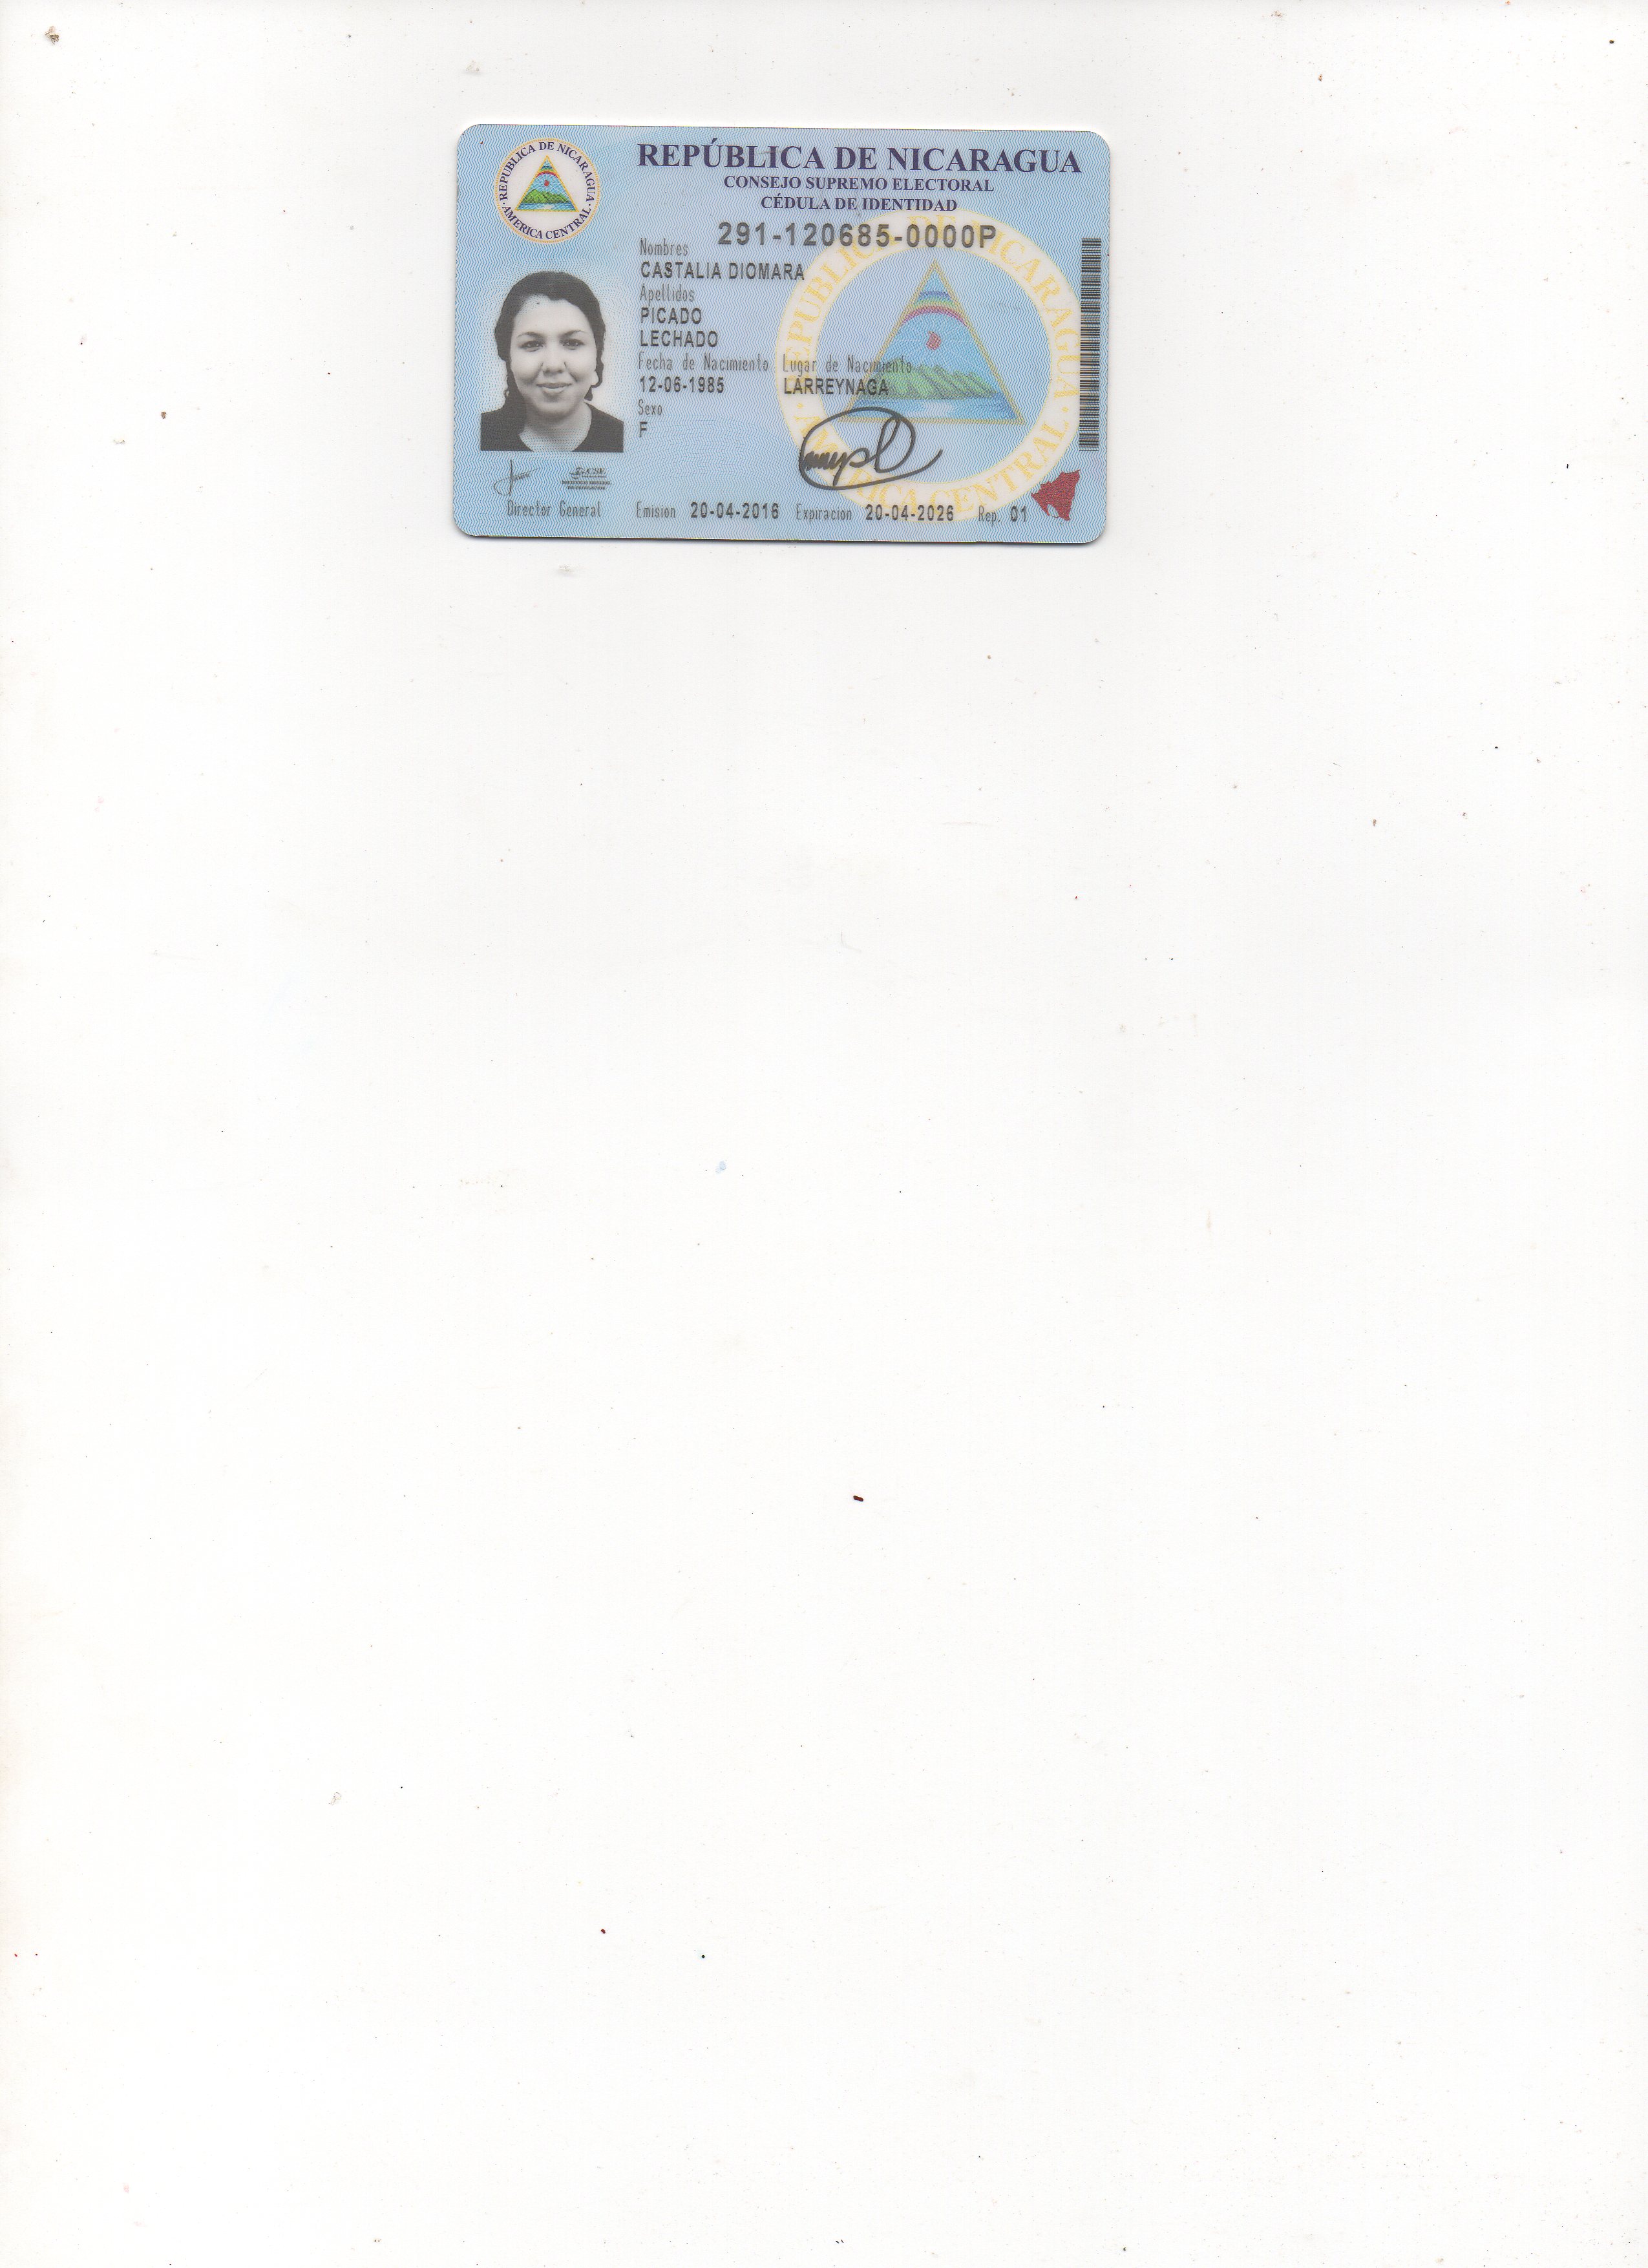 REPÚBLICA DE NICARAGUA
CONSEJO SUPREMO ELECTORAL
CÉDULA DE IDENTIDAD
REPUBLICA DE NICARAGUA
AMERICA CENTRAL
291-120685-0000P
Nombres
CASTALIA DIOMARA
Apellidos
PICADO
LECHADO
Fecha de Nacimiento Lugar de Nacimiento
12-06-1985 LARREYNAGA
Sexo
F
REPUBLICA DE NICARAGUA
AMERICA CENTRAL
Director General Emision 20-04-2016 Expiracion 20-04-2026 Rep. 01